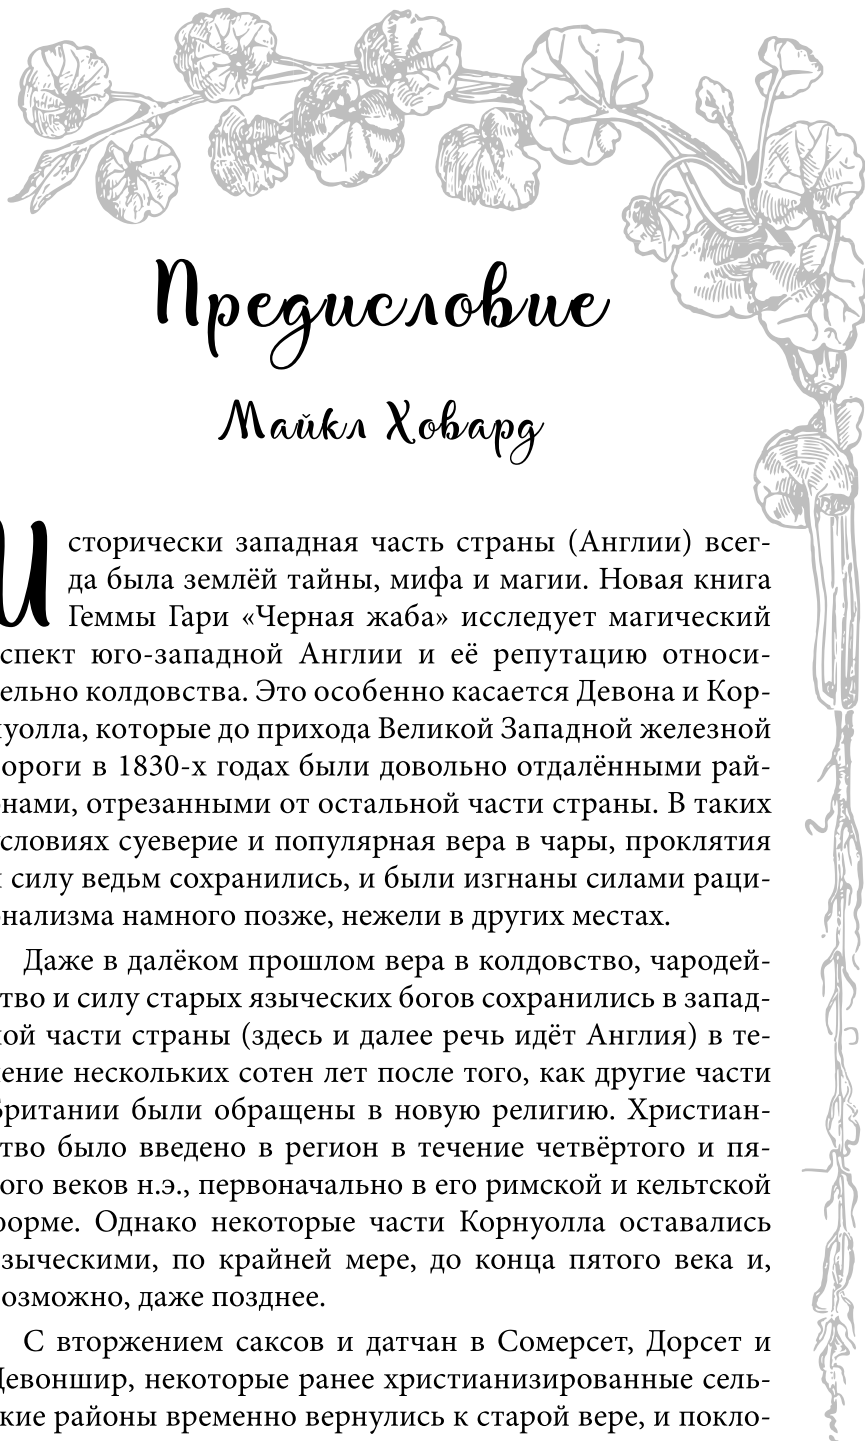 Предисловие
Майкл Ховард
Исторически западная часть страны (Англии) всег-
да была землёй тайны, мифа и магии. Новая книга
Геммы Гари «Черная жаба» исследует магический
спект юго-западной Англии и её репутацию относи-
ельно колдовства. Это особенно касается Девона и Кор-
уолла, которые до прихода Великой Западной железной
ороги в 1830-х годах были довольно отдалёнными рай-
нами, отрезанными от остальной части страны. В таких
словиях суеверие и популярная вера в чары, проклятия
силу ведьм сохранились, и были изгнаны силами раци-
нализма намного позже, нежели в других местах.
Даже в далёком прошлом вера в колдовство, чародей-
тво и силу старых языческих богов сохранились в запад-
ой части страны (здесь и далее речь идёт Англия) в те-
ение нескольких сотен лет после того, как другие части
Британии были обращены в новую религию. Христиан-
тво было введено в регион в течение четвёртого и пя-
ого веков н.э., первоначально в его римской и кельтской
орме. Однако некоторые части Корнуолла оставались
зыческими, по крайней мере, до конца пятого века и,
озможно, даже позднее.
С вторжением саксов и датчан в Сомерсет, Дорсет и
Девоншир, некоторые ранее христианизированные сель-
кие районы временно вернулись к старой вере, и покло-